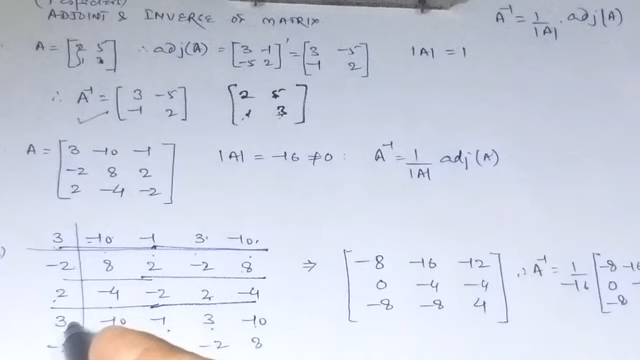 ADJOINT & INVERSE OF MATRIX
A⁻¹ = 1/|A| . adj(A)
A = [2 5; 1 3] ∴ adj(A) = [3 -1; -5 2]' = [3 -5; -1 2] |A| = 1
∴ A⁻¹ = [3 -5; -1 2] [2 5; 1 3]
A = [3 -10 -1; -2 8 2; 2 -4 -2] |A| = -16 ≠ 0 : A⁻¹ = 1/|A| adj(A)
3 -10 -1 3 -10
-2 8 2 -2 8
2 -4 -2 2 -4
3 -10 -1 3 -10
-2 8
⇒ [-8 -16 -12; 0 -4 -4; -8 -8 4] ∴ A⁻¹ = 1/-16 [-8 -16
0 -
-8